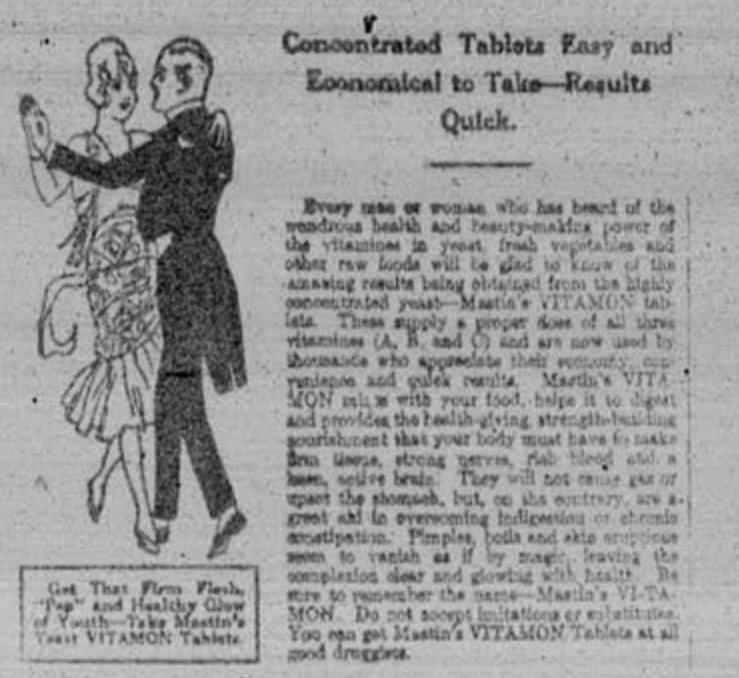 Concentrated Tablets Easy and
Economical to Take—Results
Quick.
Every man or woman who has heard of the
wondrous health and beauty-making power of
the vitamines in yeast, fresh vegetables and
other raw foods will be glad to know of the
amazing results being obtained from the highly
concentrated yeast—Mastin's VITAMON tab-
lets. These supply a proper dose of all three
vitamines (A, B, and C) and are now used by
thousands who appreciate their economy, con-
venience and quick results. Mastin's VITA-
MON mixes with your food, helps it to digest
and provides the health-giving, strength-building
nourishment that your body must have to make
firm tissue, strong nerves, rich blood and a
keen, active brain. They will not cause gas or
upset the stomach, but, on the contrary, are a
great aid in overcoming indigestion or chronic
constipation. Pimples, boils and skin eruptions
seem to vanish as if by magic, leaving the
complexion clear and glowing with health. Be
sure to remember the name—Mastin's VI-TA-
MON. Do not accept imitations or substitutes.
You can get Mastin's VITAMON Tablets at all
good druggists.
Get That Firm Flesh,
"Pep" and Healthy Glow
of Youth—Take Mastin's
Yeast VITAMON Tablets.